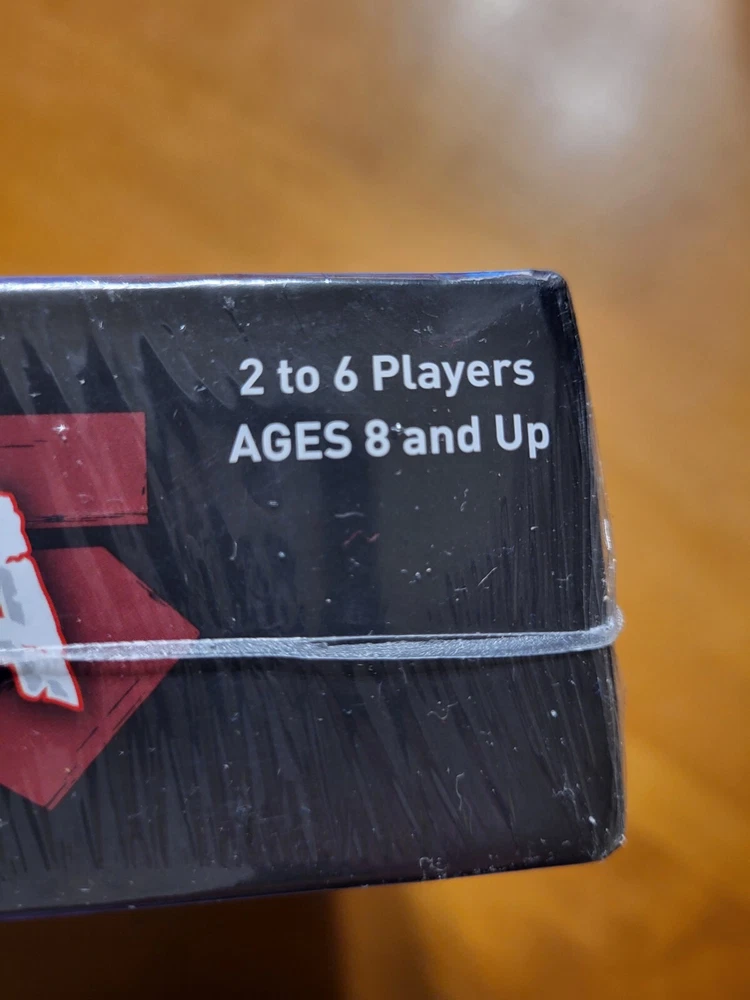 2 to 6 Players
AGES 8 and Up
A